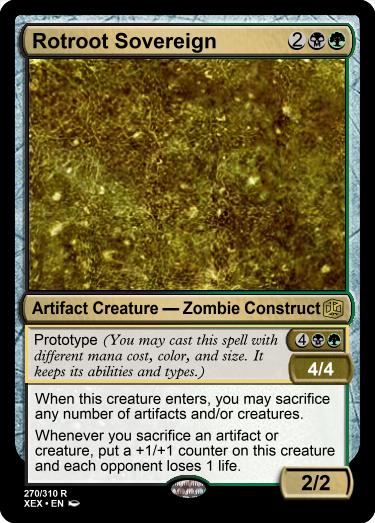 Rotroot Sovereign 2
Artifact Creature — Zombie Construct
Prototype (You may cast this spell with
different mana cost, color, and size. It
keeps its abilities and types.)
4
4/4
When this creature enters, you may sacrifice
any number of artifacts and/or creatures.
Whenever you sacrifice an artifact or
creature, put a +1/+1 counter on this creature
and each opponent loses 1 life.
2/2
270/310 R
XEX • EN